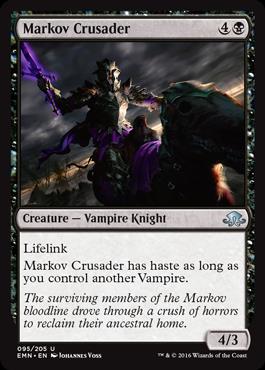 Markov Crusader 4
Creature — Vampire Knight
Lifelink
Markov Crusader has haste as long as
you control another Vampire.
The surviving members of the Markov
bloodline drove through a crush of horrors
to reclaim their ancestral home.
4/3
095/205 U
EMN • EN Johannes Voss
™ & © 2016 Wizards of the Coast